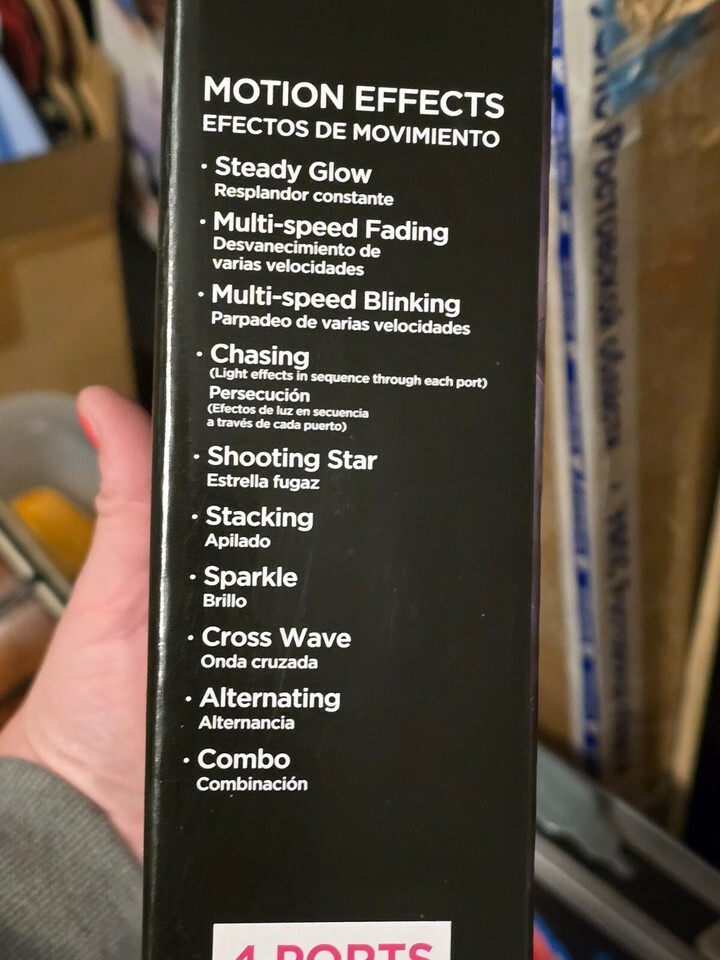 MOTION EFFECTS
EFECTOS DE MOVIMIENTO
· Steady Glow
Resplandor constante
· Multi-speed Fading
Desvanecimiento de
varias velocidades
· Multi-speed Blinking
Parpadeo de varias velocidades
· Chasing
(Light effects in sequence through each port)
Persecución
(Efectos de luz en secuencia
a través de cada puerto)
· Shooting Star
Estrella fugaz
· Stacking
Apilado
· Sparkle
Brillo
· Cross Wave
Onda cruzada
· Alternating
Alternancia
· Combo
Combinación
4 PORTS